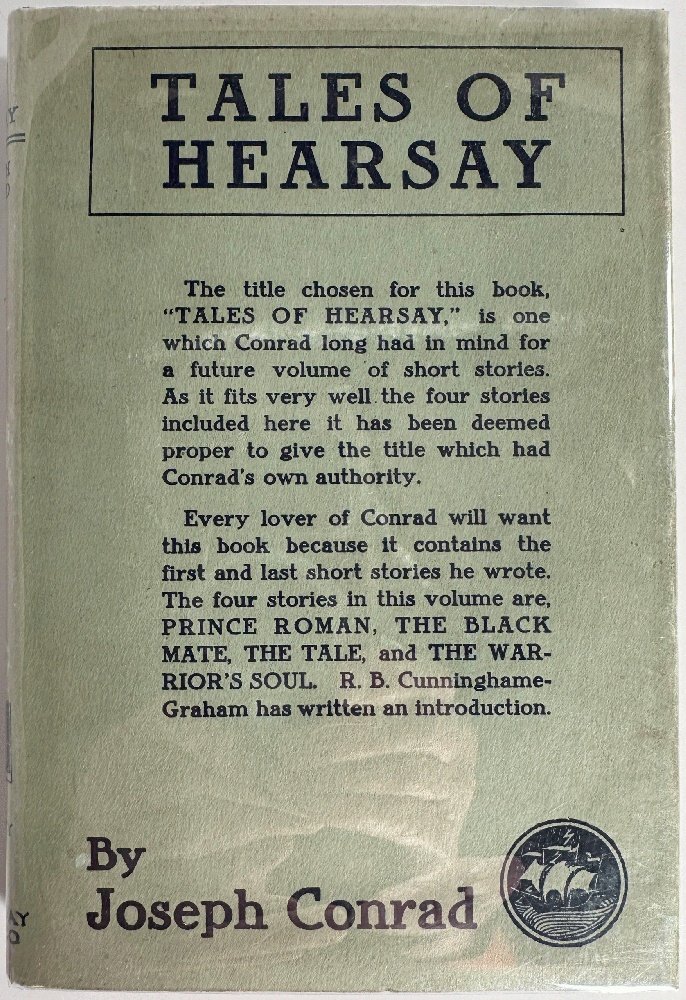 TALES OF
HEARSAY
The title chosen for this book,
“TALES OF HEARSAY,” is one
which Conrad long had in mind for
a future volume of short stories.
As it fits very well the four stories
included here it has been deemed
proper to give the title which had
Conrad's own authority.
Every lover of Conrad will want
this book because it contains the
first and last short stories he wrote.
The four stories in this volume are,
PRINCE ROMAN, THE BLACK
MATE, THE TALE, and THE WAR-
RIOR'S SOUL. R. B. Cunninghame-
Graham has written an introduction.
By
Joseph Conrad